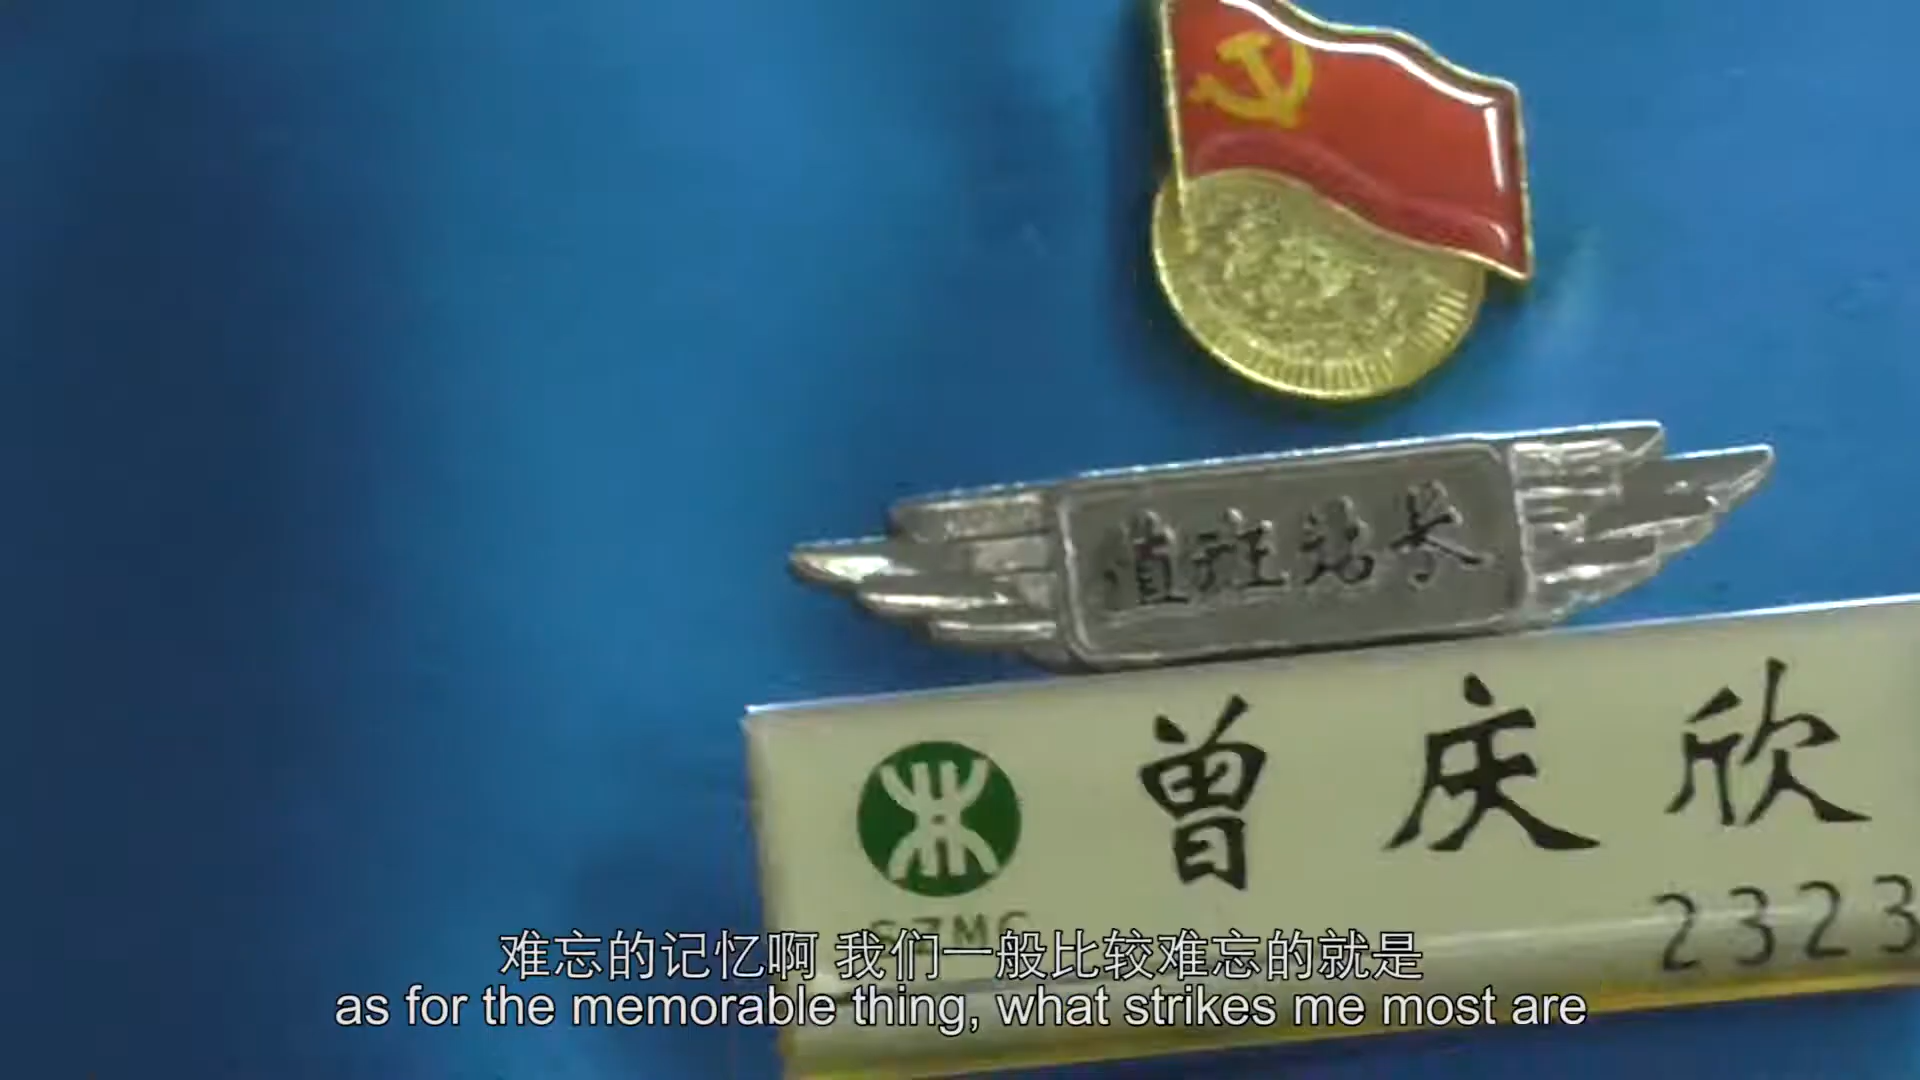 值班站长
曾庆欣
SZMC
2323
难忘的记忆啊 我们一般比较难忘的就是
as for the memorable thing, what strikes me most are